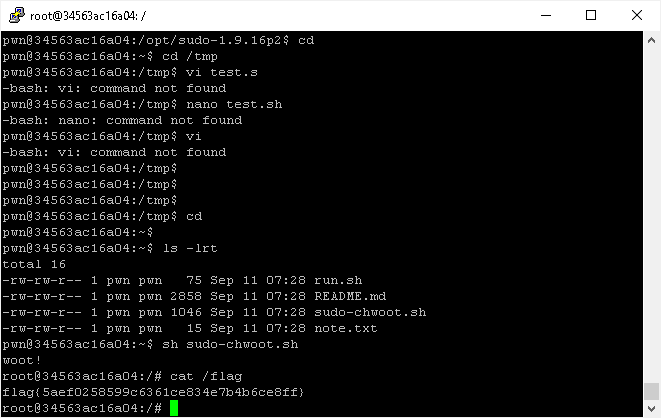 root@34563ac16a04: /
pwn@34563ac16a04:/opt/sudo-1.9.16p2$ cd
pwn@34563ac16a04:~$ cd /tmp
pwn@34563ac16a04:/tmp$ vi test.s
-bash: vi: command not found
pwn@34563ac16a04:/tmp$ nano test.sh
-bash: nano: command not found
pwn@34563ac16a04:/tmp$ vi
-bash: vi: command not found
pwn@34563ac16a04:/tmp$
pwn@34563ac16a04:/tmp$
pwn@34563ac16a04:/tmp$ cd
pwn@34563ac16a04:~$
pwn@34563ac16a04:~$ ls -lrt
total 16
-rw-rw-r-- 1 pwn pwn   75 Sep 11 07:28 run.sh
-rw-rw-r-- 1 pwn pwn 2858 Sep 11 07:28 README.md
-rw-rw-r-- 1 pwn pwn 1046 Sep 11 07:28 sudo-chwoot.sh
-rw-rw-r-- 1 pwn pwn   15 Sep 11 07:28 note.txt
pwn@34563ac16a04:~$ sh sudo-chwoot.sh
woot!
root@34563ac16a04:/# cat /flag
flag{5aef0258599c6361ce834e7b4b6ce8ff}
root@34563ac16a04:/#